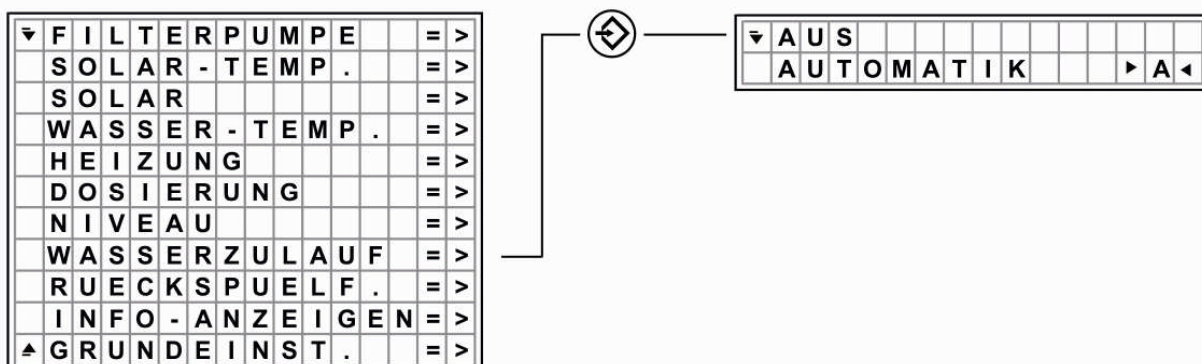 FILTERPUMPE =>
SOLAR-TEMP. =>
SOLAR =>
WASSER-TEMP. =>
HEIZUNG =>
DOSIERUNG =>
NIVEAU =>
WASSERZULAUF =>
RUECKSPUELF. =>
INFO-ANZEIGEN=>
GRUNDEINST. =>
AUS
AUTOMATIK ►A◄